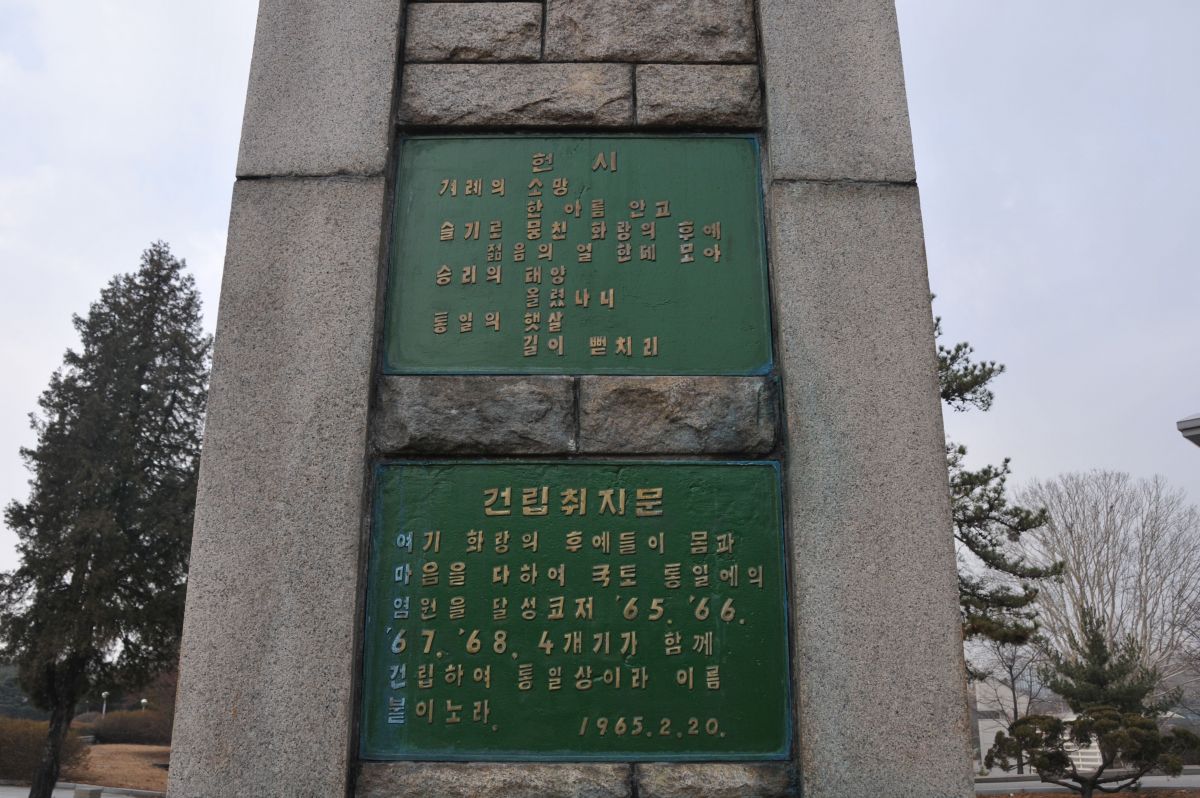 헌 시
겨레의 소망
한 아름 안고
슬기로 뭉친 화랑의 후예
젊음의 얼 한데 모아
승리의 태양
올렸나니
통일의 햇살
길이 뻗치리
건립취지문
여기 화랑의 후예들이 몸과
마음을 다하여 국토 통일에의
염원을 달성코저 '65. '66.
'67. '68. 4개기가 함께
건립하여 통일상이라 이름
붙이노라.
1965.2.20.